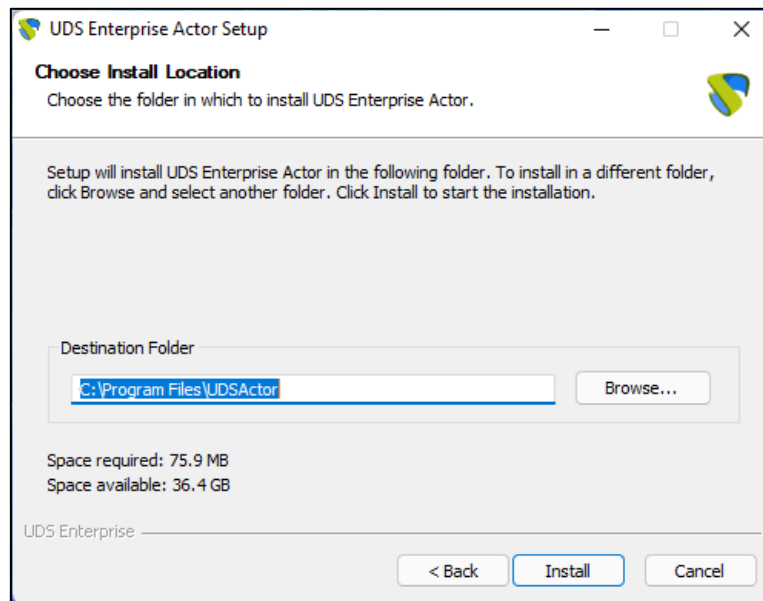 UDS Enterprise Actor Setup
Choose Install Location
Choose the folder in which to install UDS Enterprise Actor.
Setup will install UDS Enterprise Actor in the following folder. To install in a different folder,
click Browse and select another folder. Click Install to start the installation.
Destination Folder
C:\Program Files\UDSActor
Browse...
Space required: 75.9 MB
Space available: 36.4 GB
UDS Enterprise
< Back
Install
Cancel